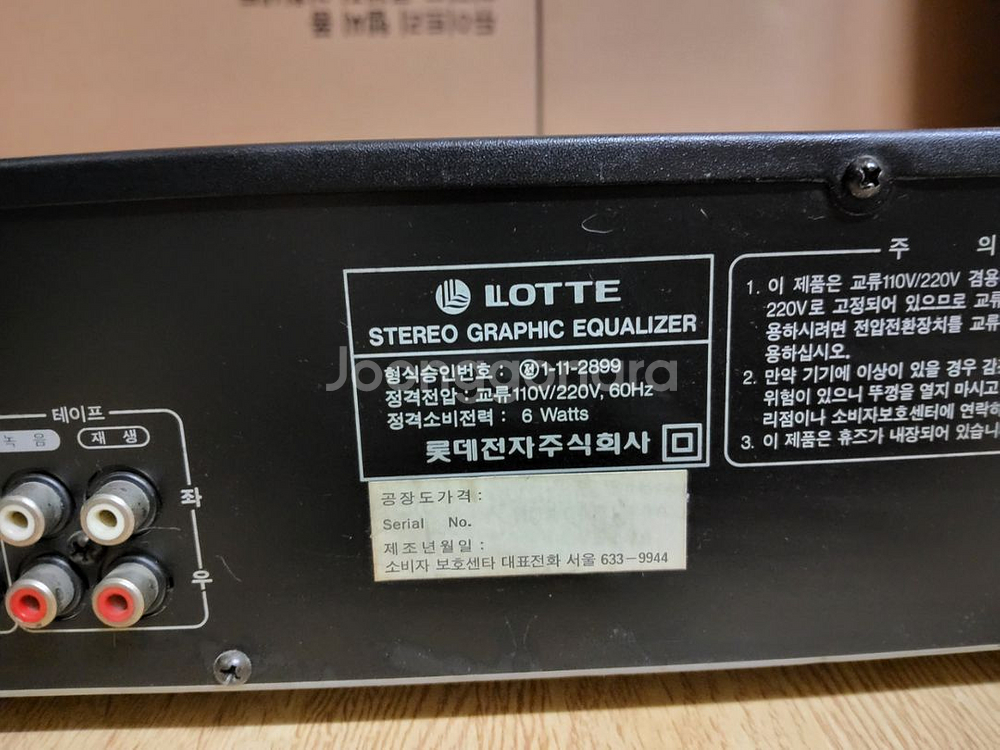 LOTTE
STEREO GRAPHIC EQUALIZER
형식승인번호 : 전1-11-2899
정격전압 : 교류110V/220V, 60Hz
정격소비전력 : 6 Watts
롯데전자주식회사
공장도가격 :
Serial No.
제조년월일 :
소비자 보호센타 대표전화 서울 633-9944
주 의
1. 이 제품은 교류110V/220V 겸용
220V로 고정되어 있으므로 교류
용하시려면 전압전환장치를 교류
용하십시오.
2. 만약 기기에 이상이 있을 경우 감전
위험이 있으니 뚜껑을 열지 마시고
리점이나 소비자보호센터에 연락하
3. 이 제품은 휴즈가 내장되어 있습니
테이프
녹음 재생
좌
우
Joonggonara